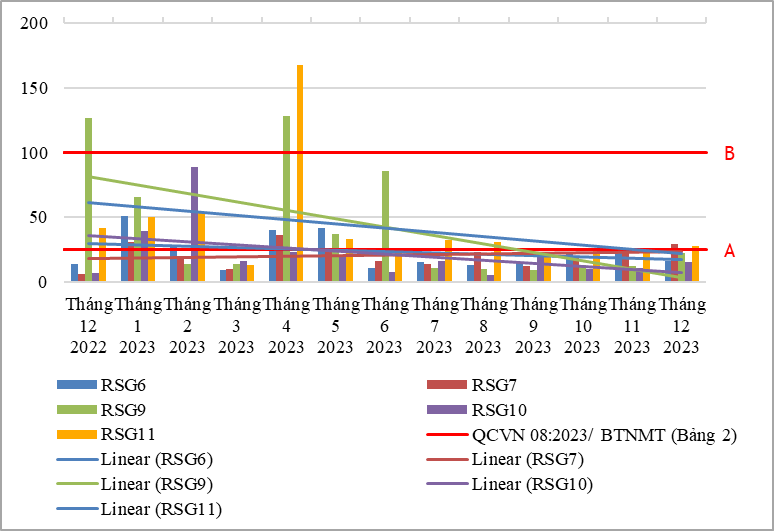 200
150
100
50
0
B
A
Tháng Tháng Tháng Tháng Tháng Tháng Tháng Tháng Tháng Tháng Tháng Tháng Tháng
12 1 2 3 4 5 6 7 8 9 10 11 12
2022 2023 2023 2023 2023 2023 2023 2023 2023 2023 2023 2023 2023
RSG6 RSG7
RSG9 RSG10
RSG11 QCVN 08:2023/ BTNMT (Bảng 2)
Linear (RSG6) Linear (RSG7)
Linear (RSG9) Linear (RSG10)
Linear (RSG11)